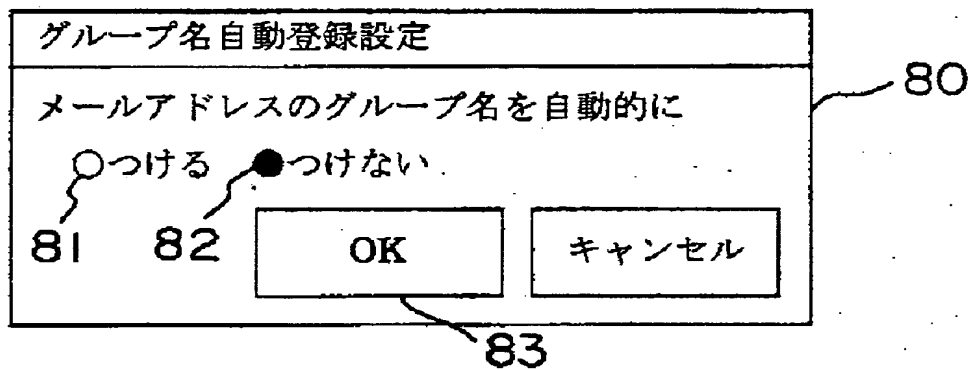 グループ名自動登録設定
メールアドレスのグループ名を自動的に
80
つける つけない
81 82 OK キャンセル
83